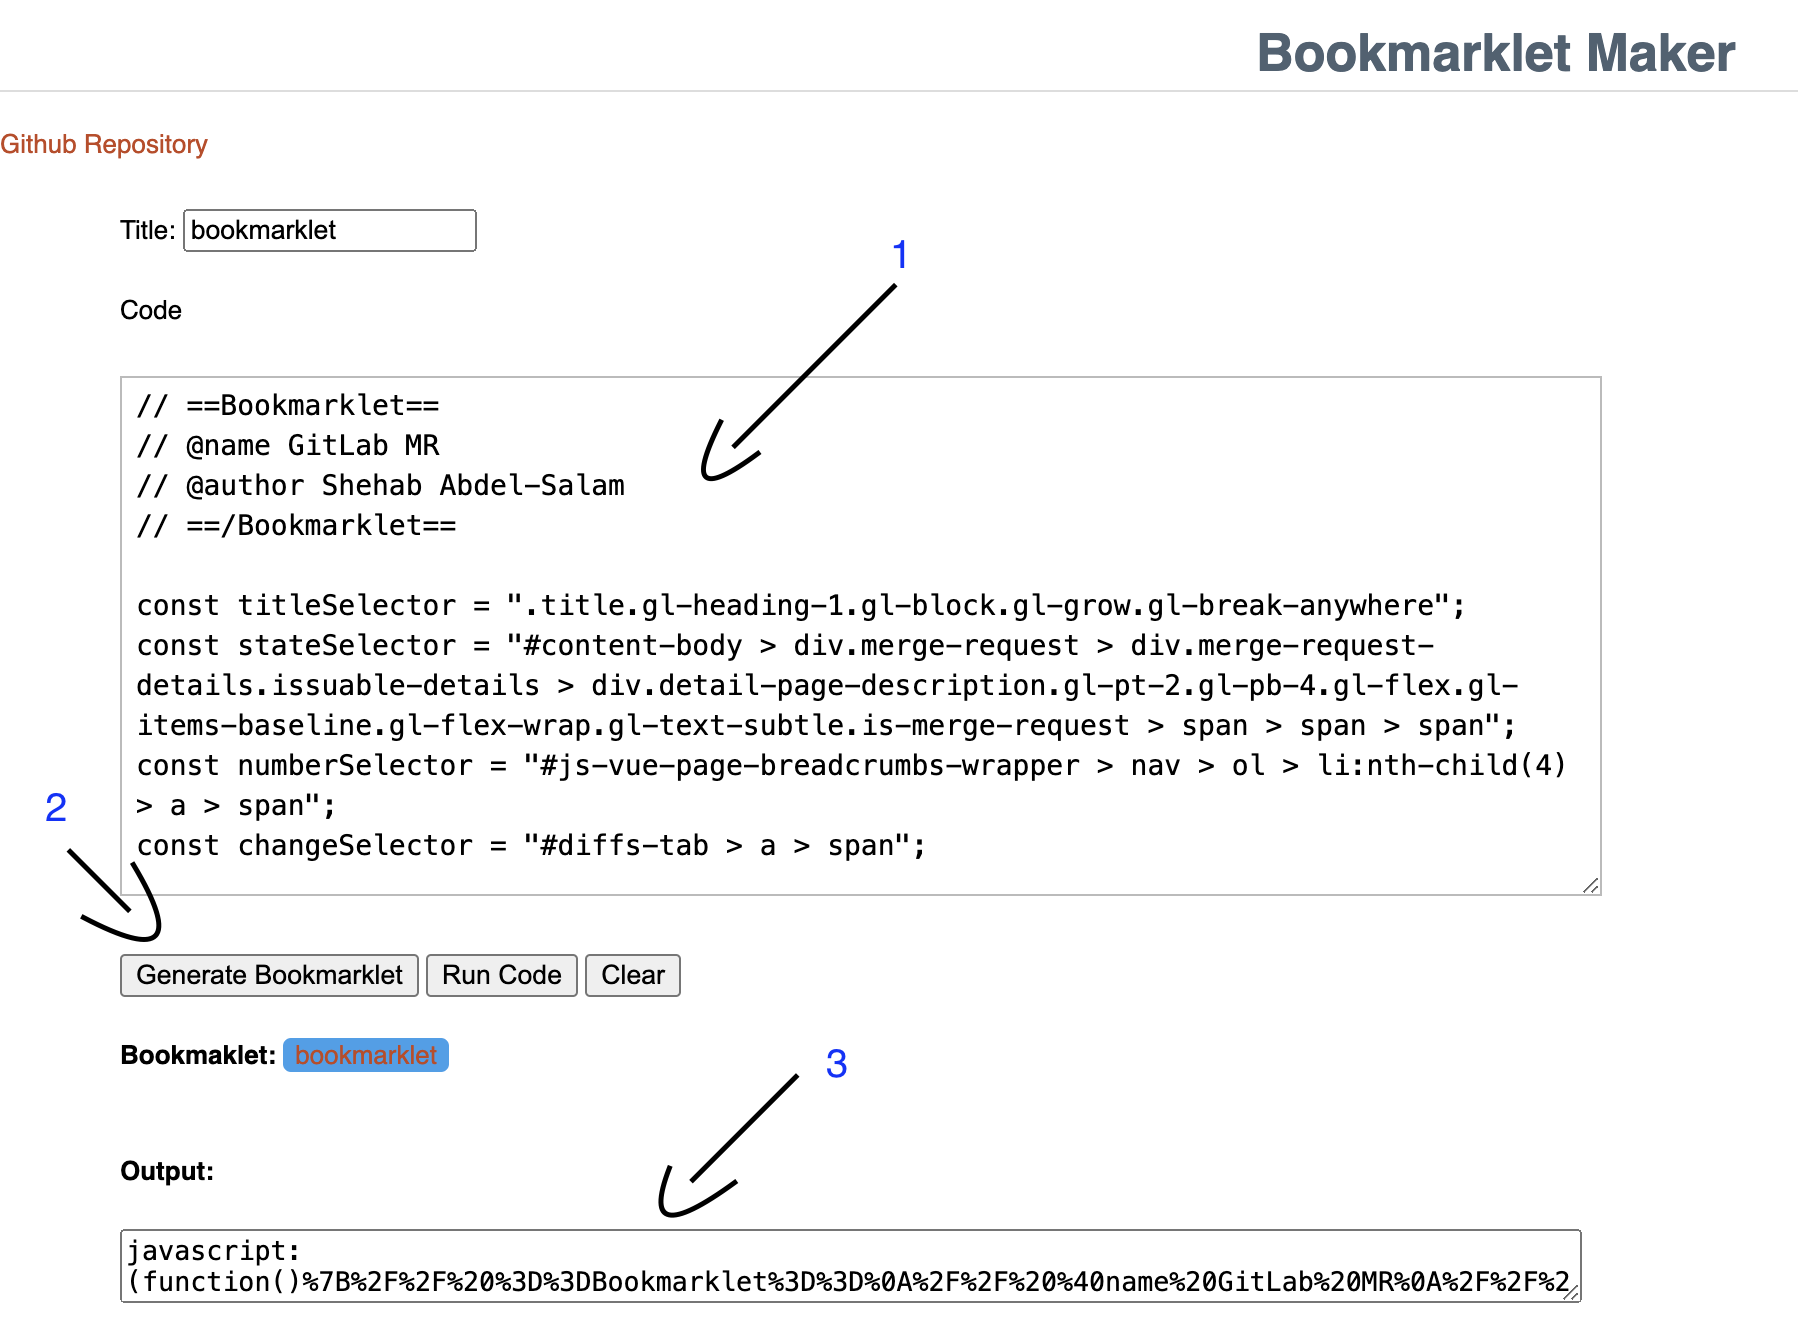 Bookmarklet Maker
Github Repository
Title: bookmarklet
1
Code
// ==Bookmarklet==
// @name GitLab MR
// @author Shehab Abdel-Salam
// ==/Bookmarklet==
const titleSelector = ".title.gl-heading-1.gl-block.gl-grow.gl-break-anywhere";
const stateSelector = "#content-body > div.merge-request > div.merge-request-
details.issuable-details > div.detail-page-description.gl-pt-2.gl-pb-4.gl-flex.gl-
items-baseline.gl-flex-wrap.gl-text-subtle.is-merge-request > span > span > span";
const numberSelector = "#js-vue-page-breadcrumbs-wrapper > nav > ol > li:nth-child(4)
> a > span";
const changeSelector = "#diffs-tab > a > span";
2
Generate Bookmarklet Run Code Clear
Bookmaklet: bookmarklet
3
Output:
javascript:
(function()%7B%2F%2F%20%3D%3DBookmarklet%3D%3D%0A%2F%2F%20%40name%20GitLab%20MR%0A%2F%2F%2